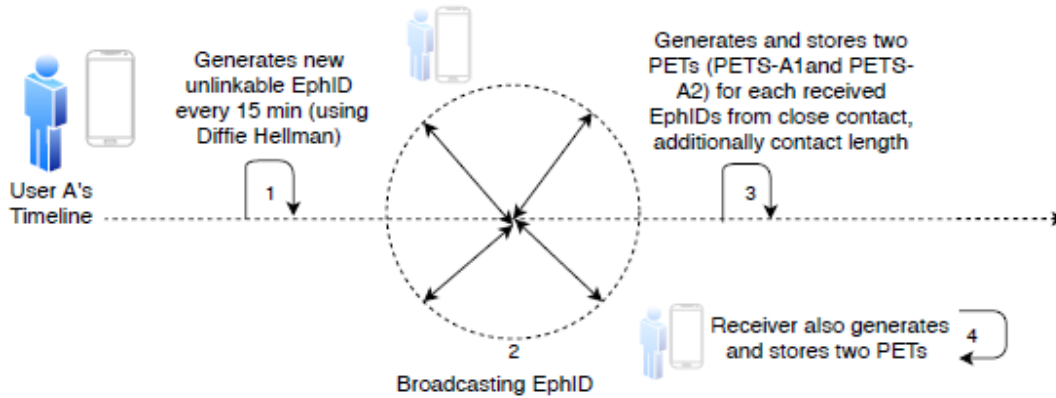 Generates new
unlinkable EphID
every 15 min (using
Diffie Hellman)
1
User A's
Timeline
2
Broadcasting EphID
Generates and stores two
PETs (PETS-A1and PETS-
A2) for each received
EphIDs from close contact,
additionally contact length
3
Receiver also generates
and stores two PETs
4